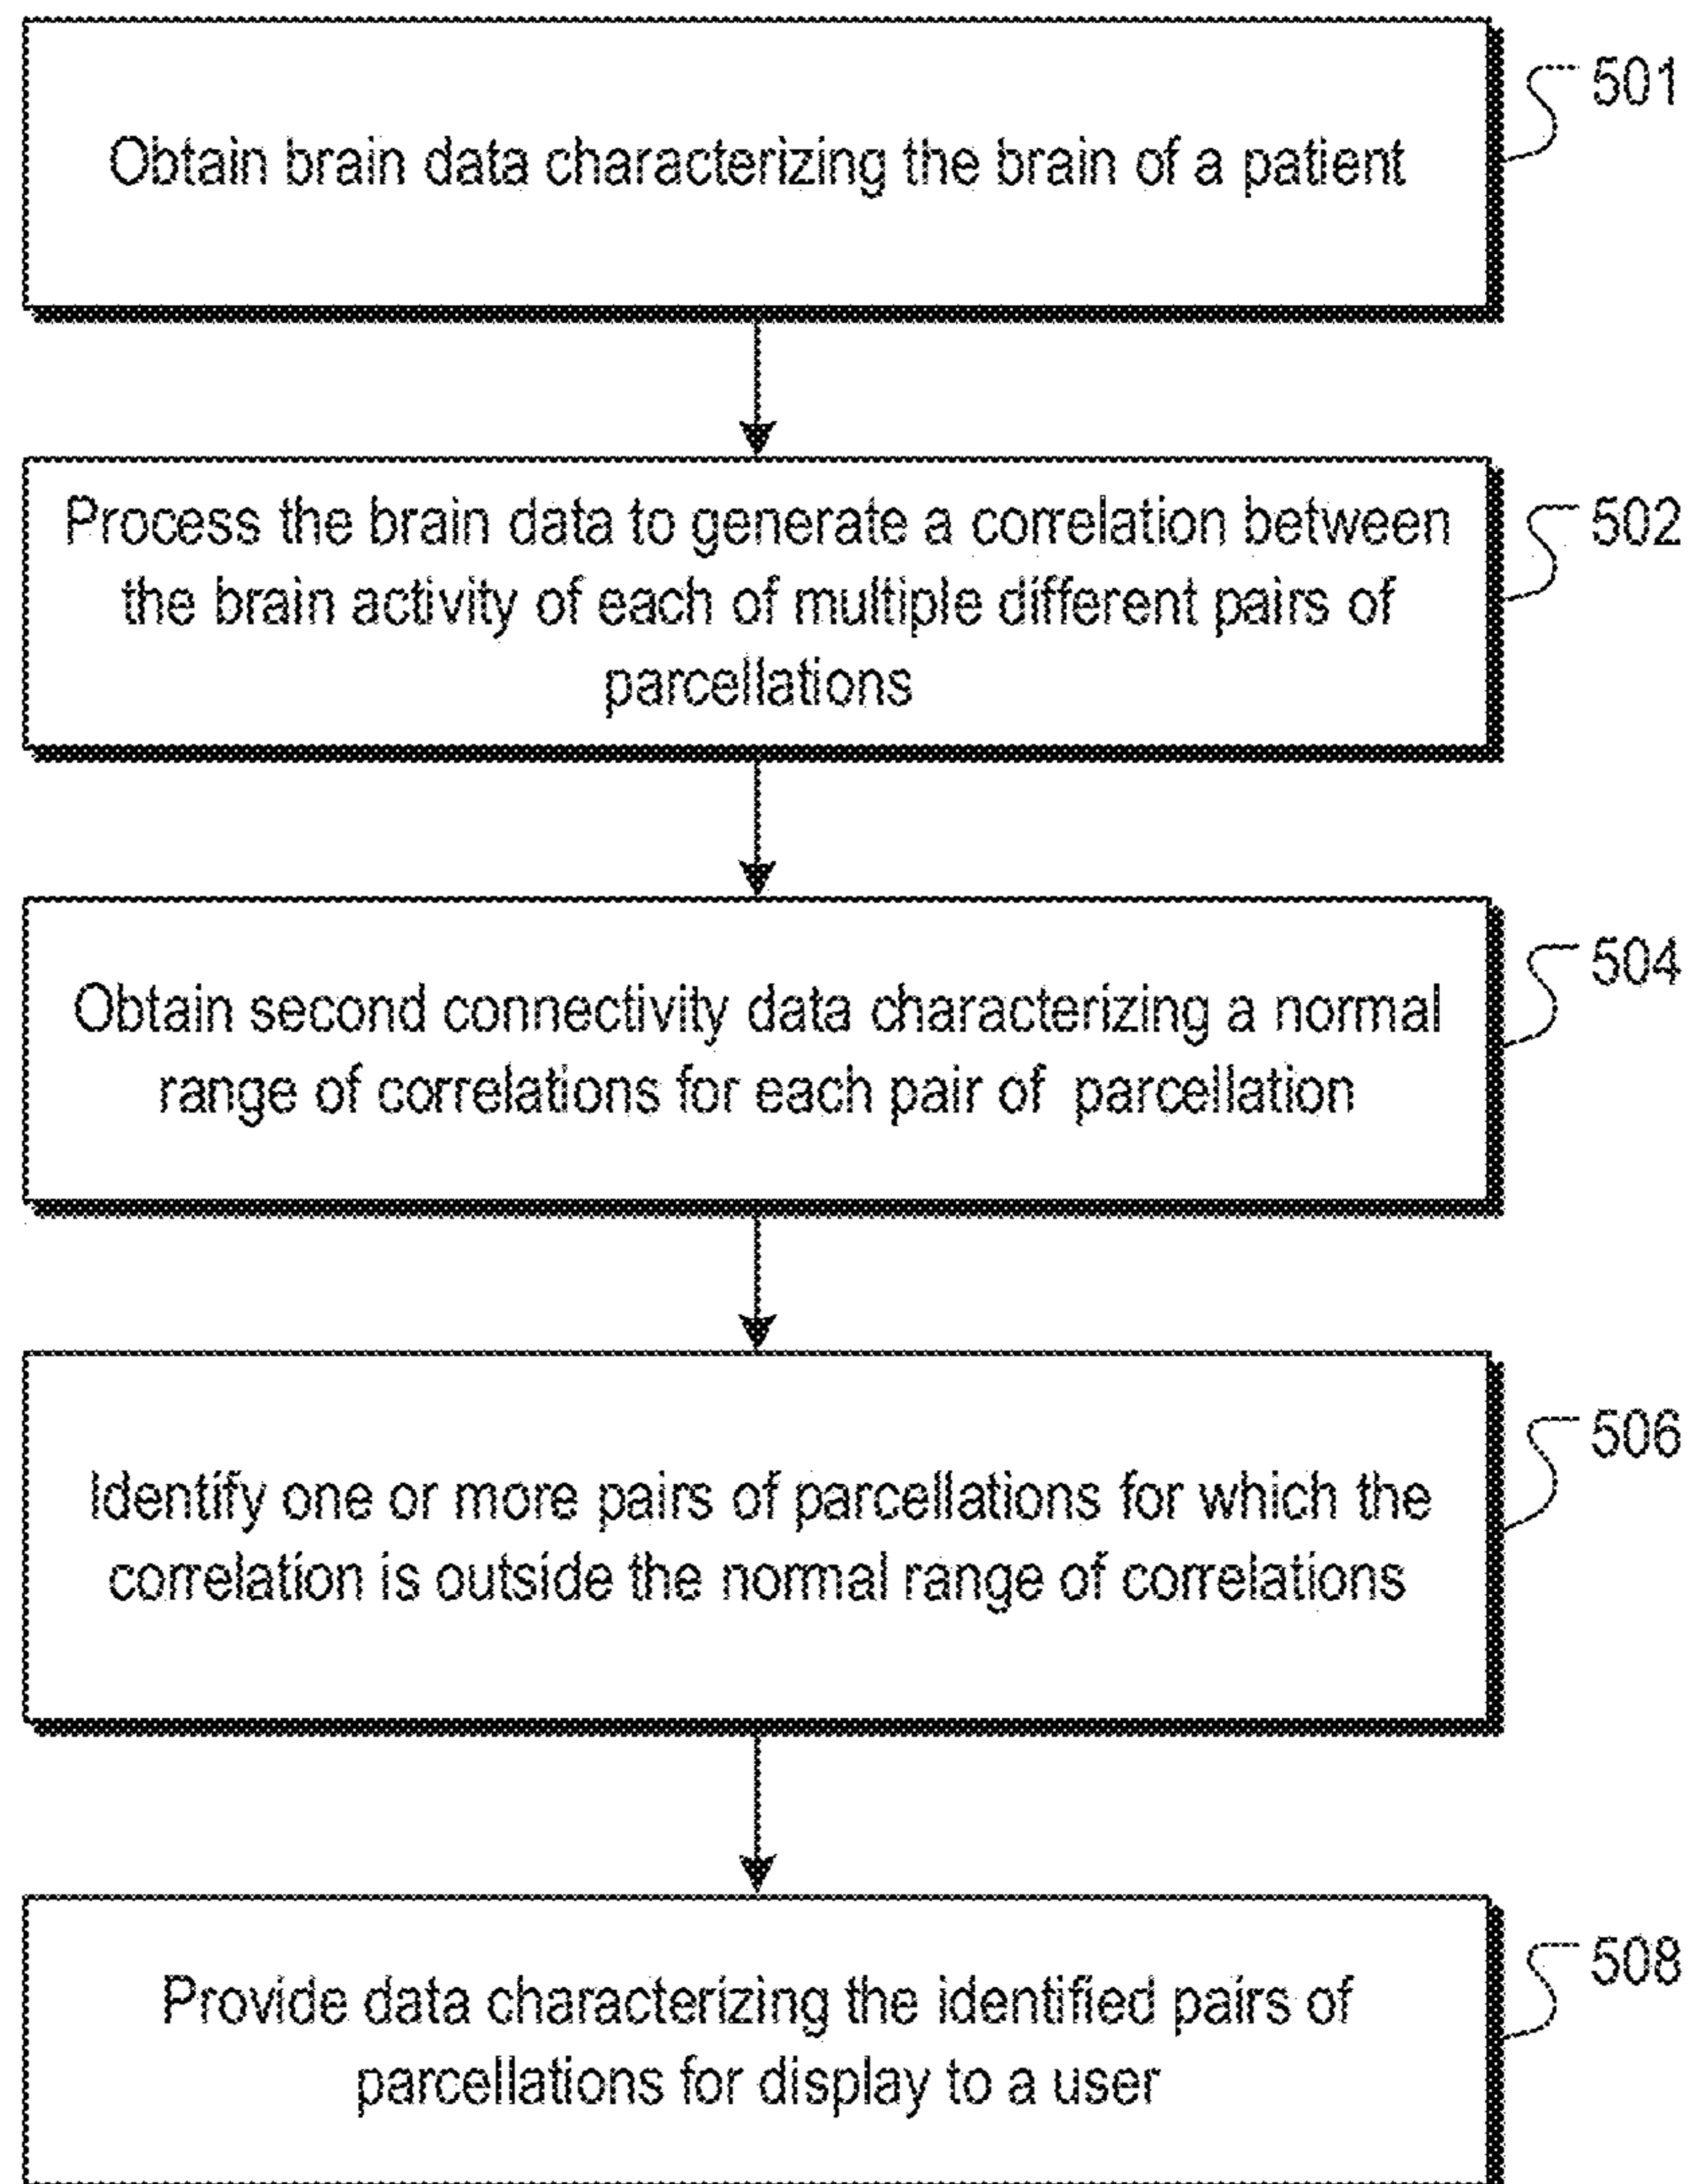 501
Obtain brain data characterizing the brain of a patient
502
Process the brain data to generate a correlation between
the brain activity of each of multiple different pairs of
parcellations
504
Obtain second connectivity data characterizing a normal
range of correlations for each pair of parcellation
506
Identify one or more pairs of parcellations for which the
correlation is outside the normal range of correlations
508
Provide data characterizing the identified pairs of
parcellations for display to a user